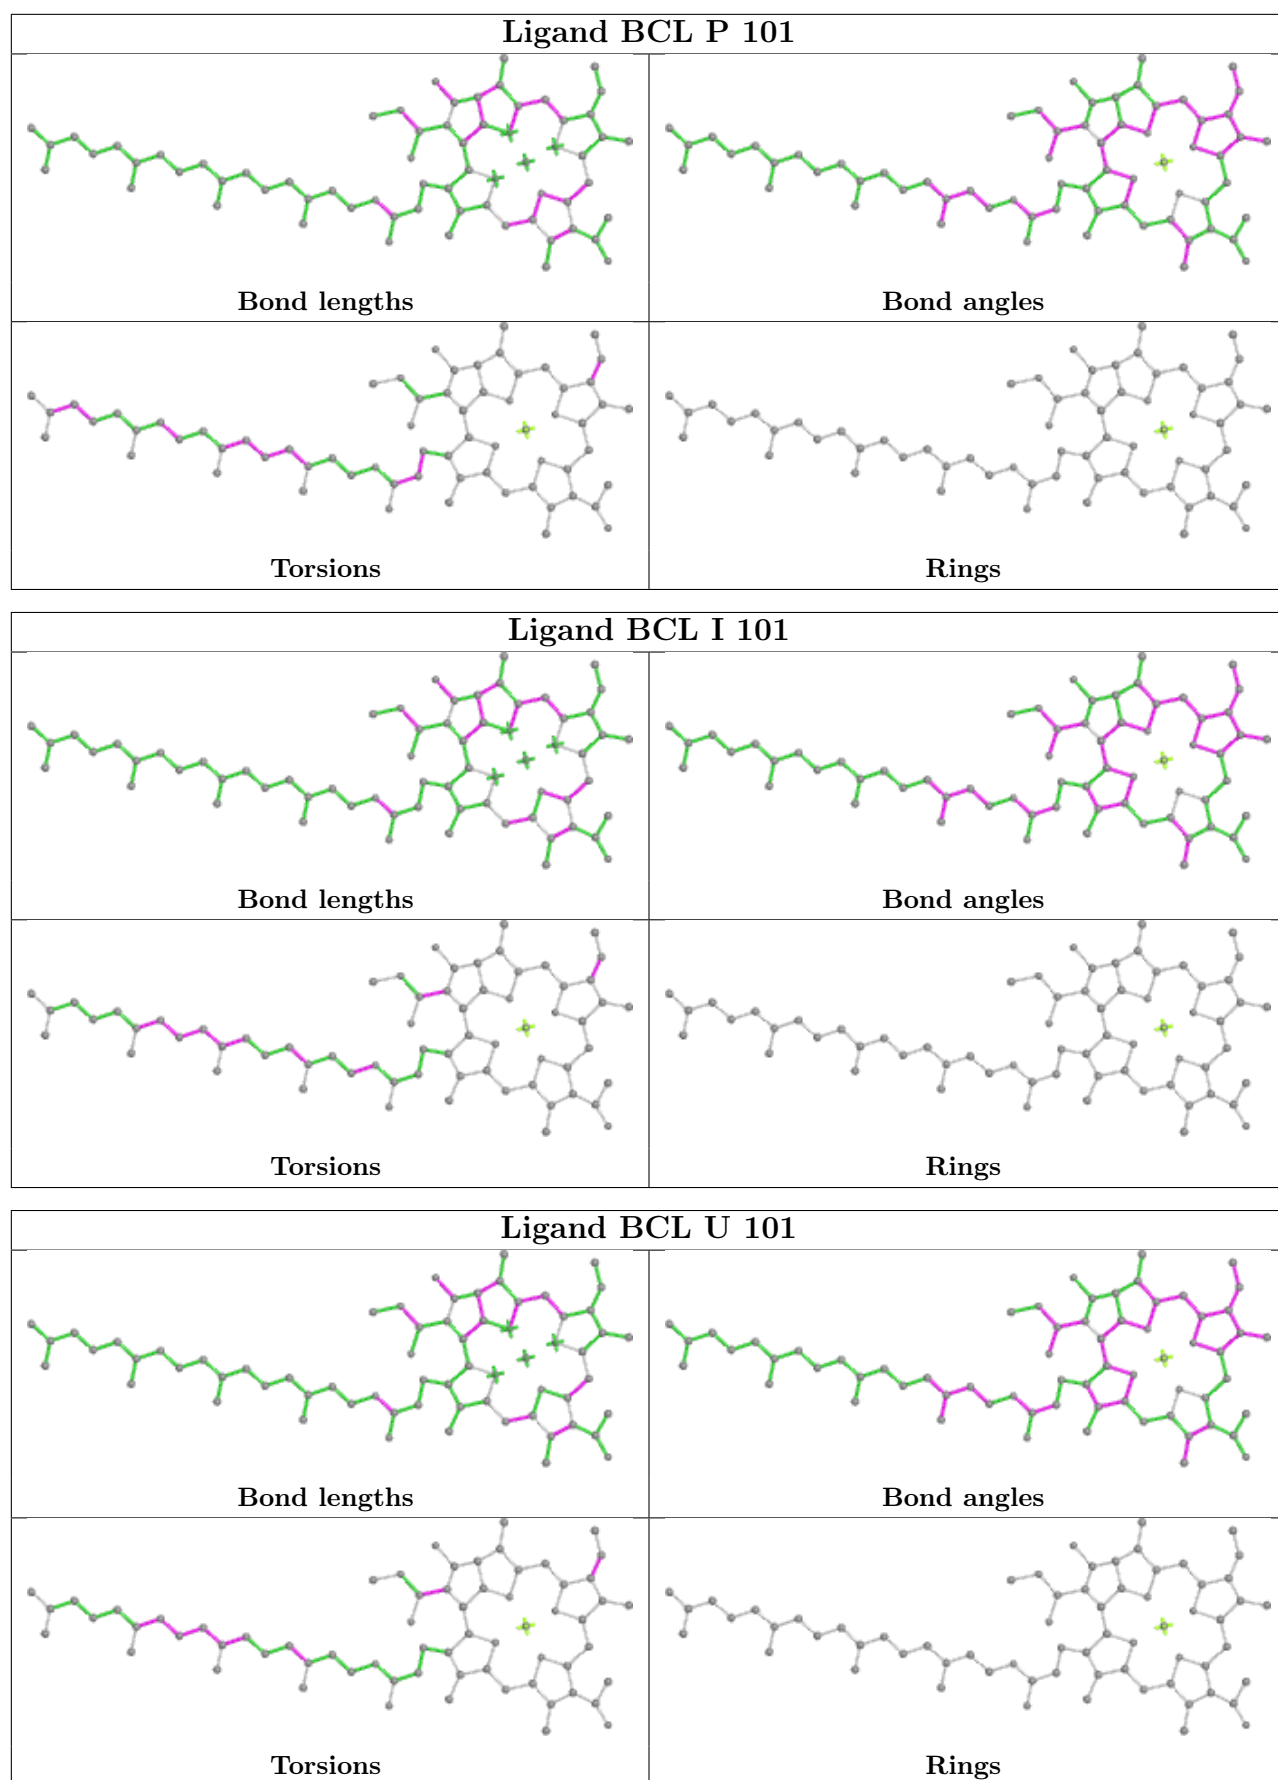 Ligand BCL P 101
Bond lengths
Bond angles
Torsions
Rings
Ligand BCL I 101
Bond lengths
Bond angles
Torsions
Rings
Ligand BCL U 101
Bond lengths
Bond angles
Torsions
Rings